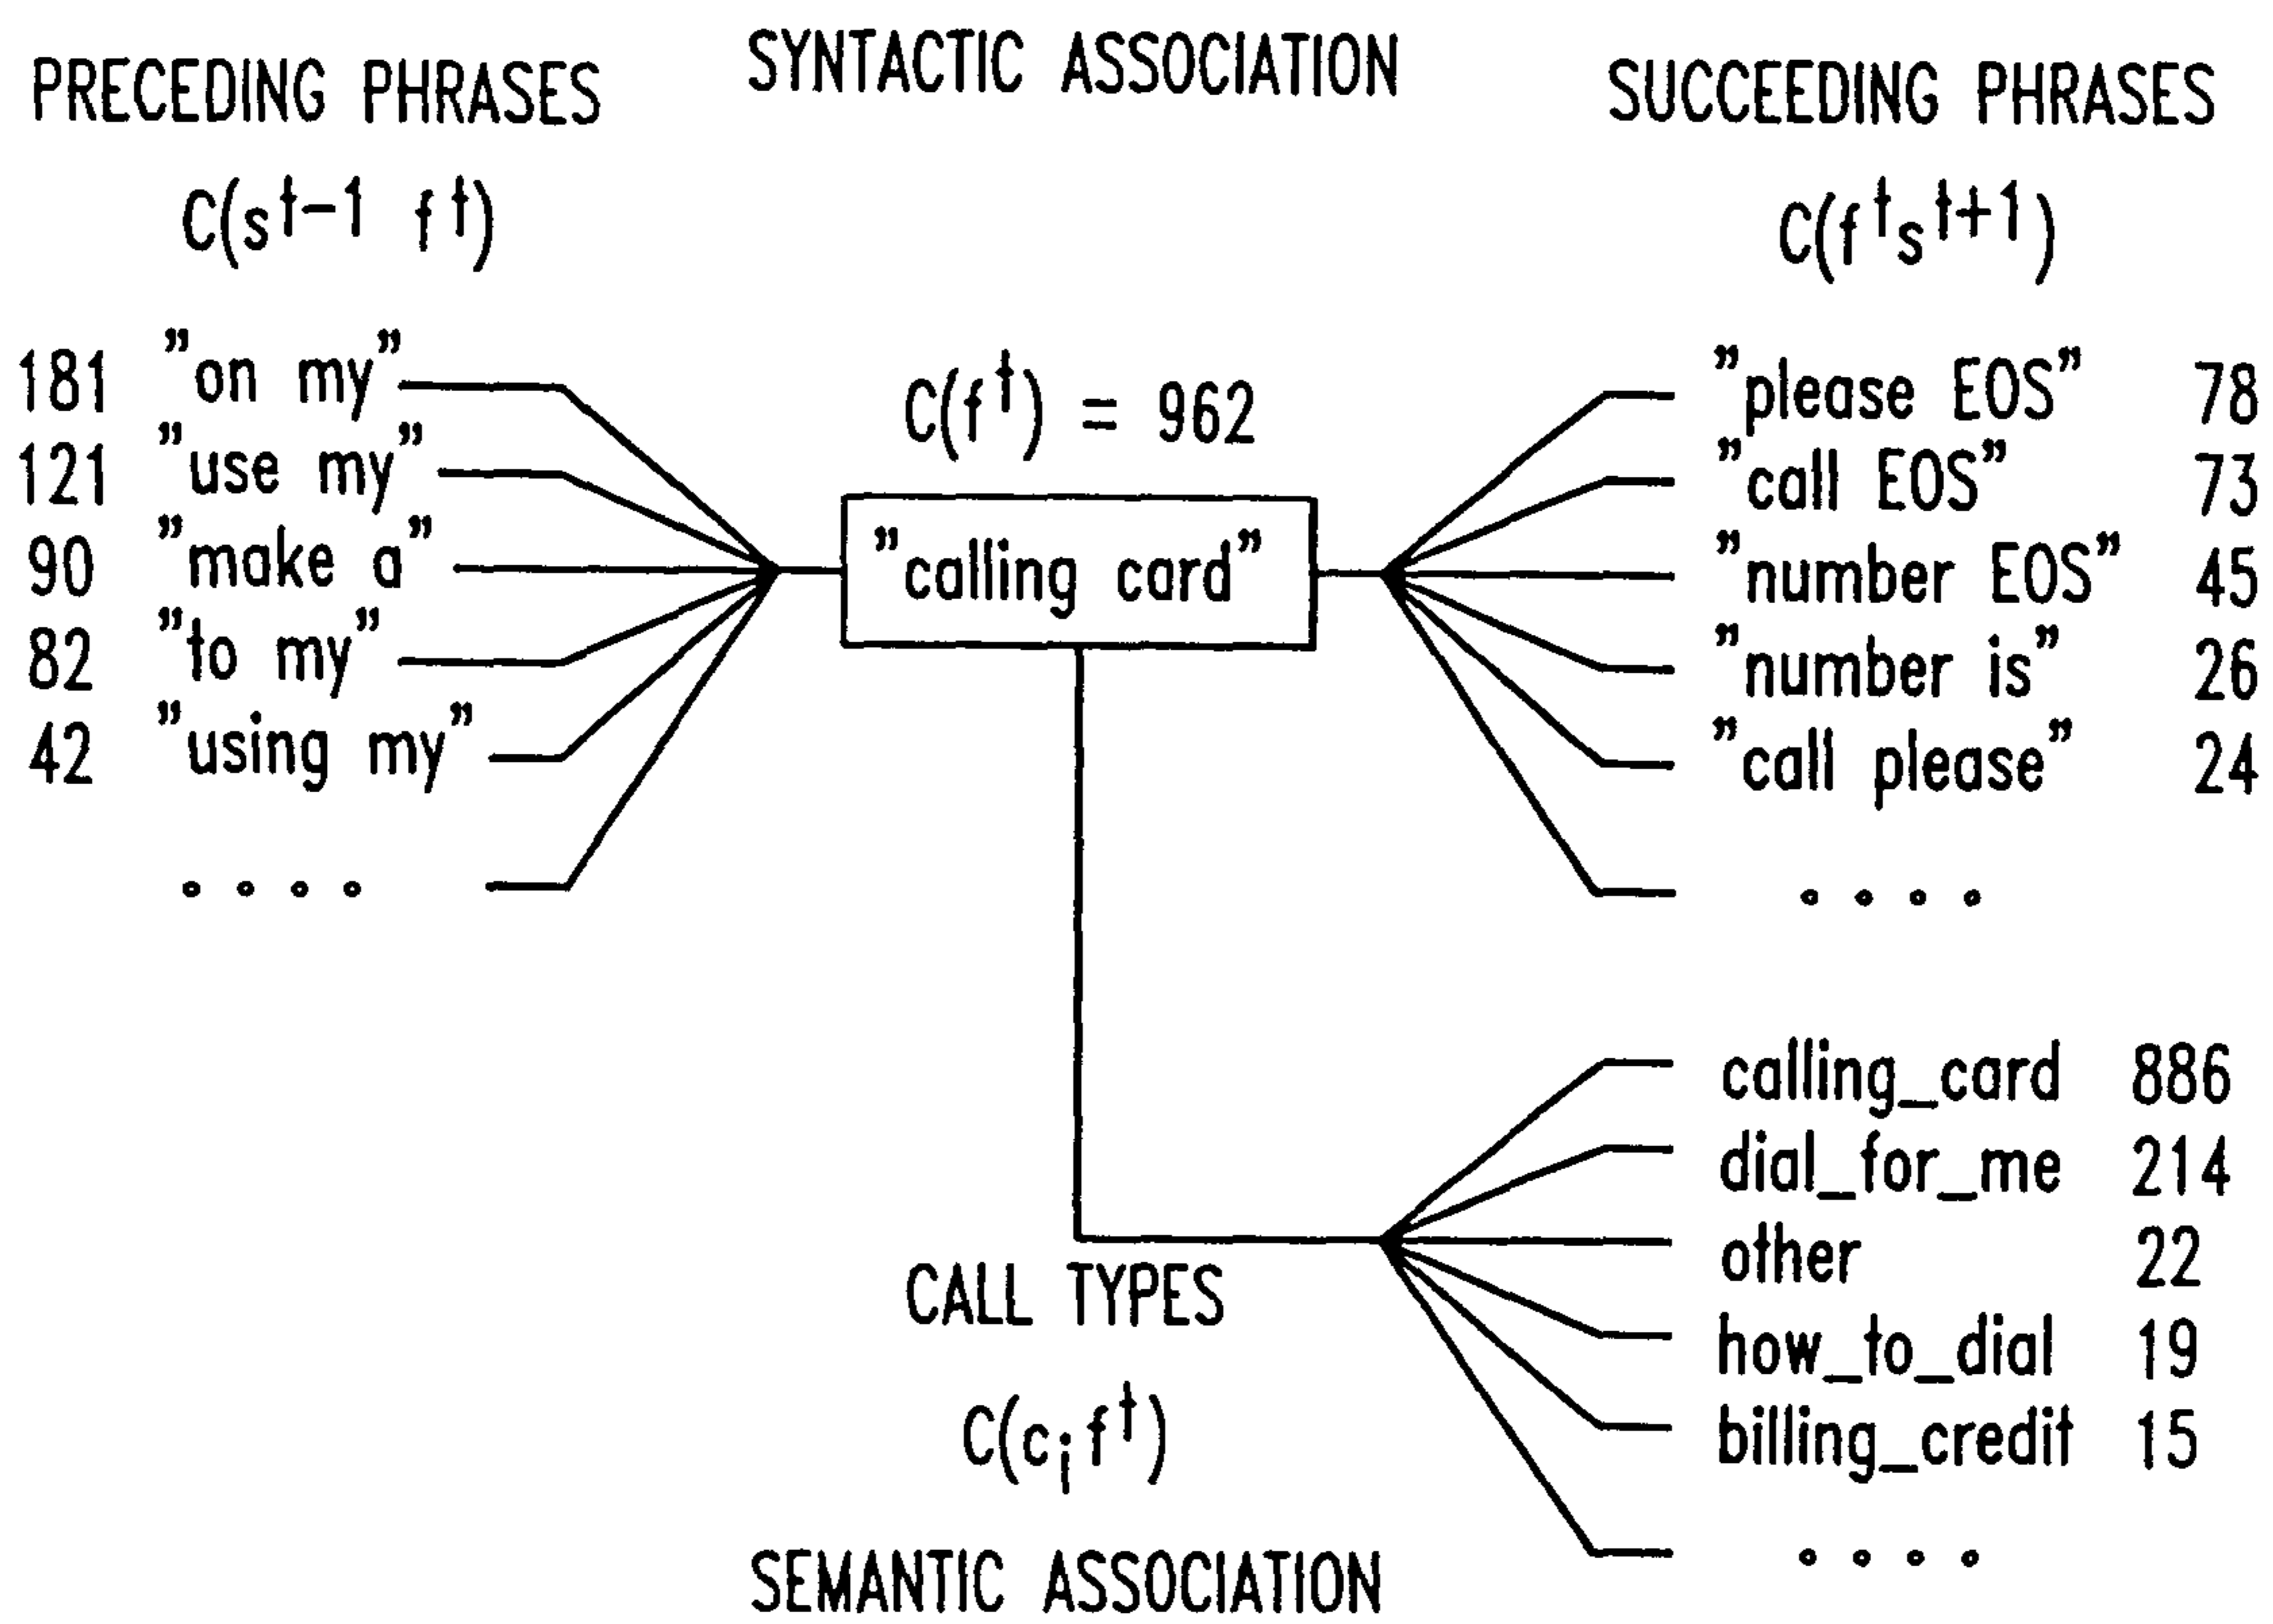 SYNTACTIC ASSOCIATION
PRECEDING PHRASES
C(s^t-1 f^t)
181 "on my"
121 "use my"
90 "make a"
82 "to my"
42 "using my"
. . . .
C(f^t) = 962
"calling card"
SUCCEEDING PHRASES
C(f^t s^t+1)
"please EOS" 78
"call EOS" 73
"number EOS" 45
"number is" 26
"call please" 24
. . . .
calling_card 886
dial_for_me 214
other 22
how_to_dial 19
billing_credit 15
. . . .
CALL TYPES
C(c_i f^t)
SEMANTIC ASSOCIATION